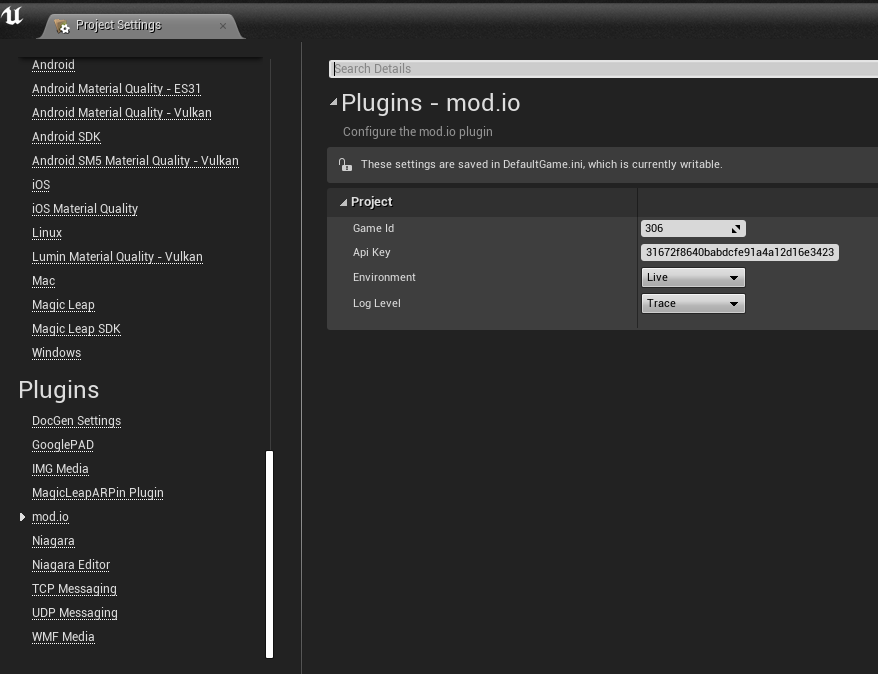 Project Settings
Android
Android Material Quality - ES31
Android Material Quality - Vulkan
Android SDK
Android SM5 Material Quality - Vulkan
iOS
iOS Material Quality
Linux
Lumin Material Quality - Vulkan
Mac
Magic Leap
Magic Leap SDK
Windows
Plugins
DocGen Settings
GooglePAD
IMG Media
MagicLeapARPin Plugin
mod.io
Niagara
Niagara Editor
TCP Messaging
UDP Messaging
WMF Media
Search Details
Plugins - mod.io
Configure the mod.io plugin
These settings are saved in DefaultGame.ini, which is currently writable.
Project
Game Id 306
Api Key 31672f8640babdcfe91a4a12d16e3423
Environment Live
Log Level Trace